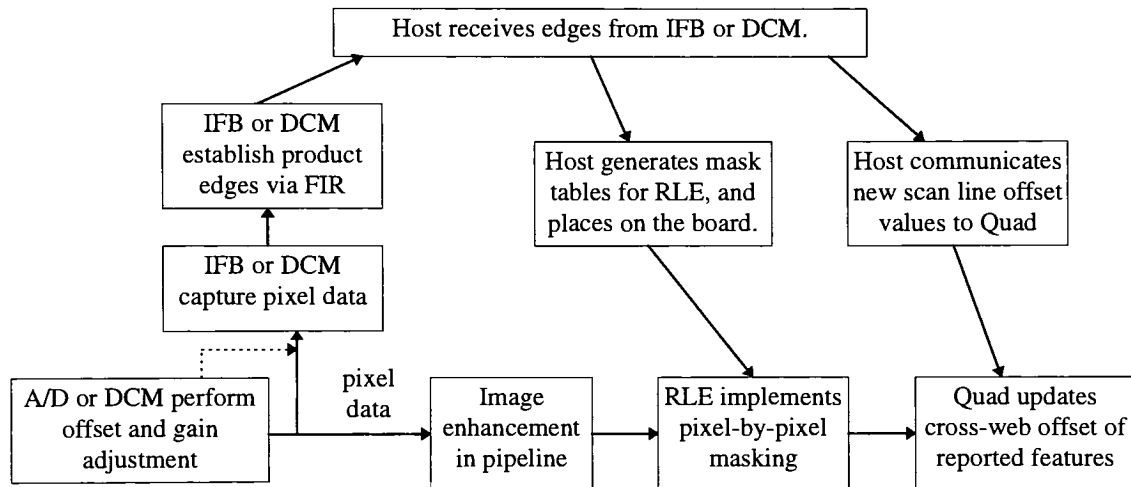 Host receives edges from IFB or DCM.
IFB or DCM
establish product
edges via FIR
Host generates mask
tables for RLE, and
places on the board.
Host communicates
new scan line offset
values to Quad
IFB or DCM
capture pixel data
pixel
data
A/D or DCM perform
offset and gain
adjustment
Image
enhancement
in pipeline
RLE implements
pixel-by-pixel
masking
Quad updates
cross-web offset of
reported features